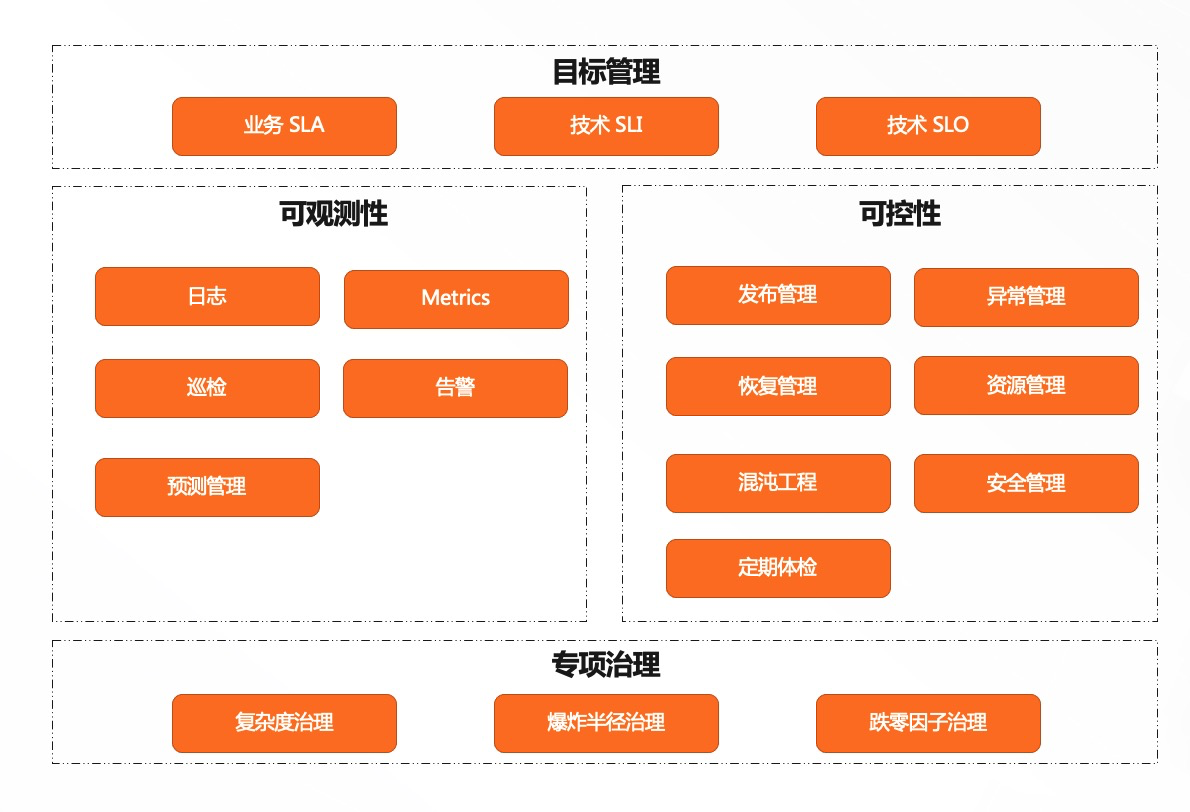 目标管理
业务 SLA
技术 SLI
技术 SLO
可观测性
日志
Metrics
巡检
告警
预测管理
可控性
发布管理
异常管理
恢复管理
资源管理
混沌工程
安全管理
定期体检
专项治理
复杂度治理
爆炸半径治理
跌零因子治理